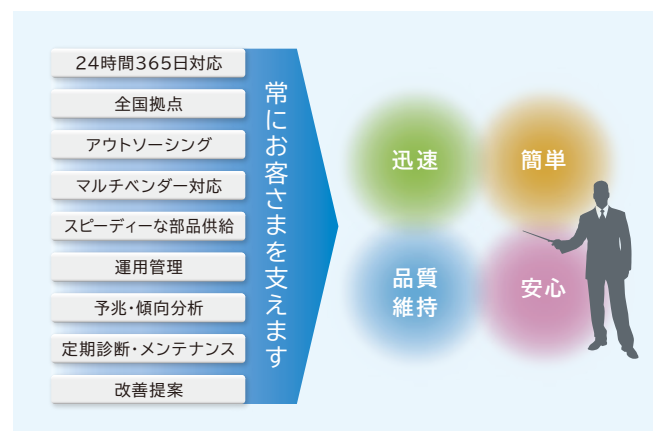 24時間365日対応
全国拠点
アウトソーシング
マルチベンダー対応
スピーディーな部品供給
運用管理
予兆・傾向分析
定期診断・メンテナンス
改善提案
常にお客さまを支えます
迅速
簡単
品質
維持
安心